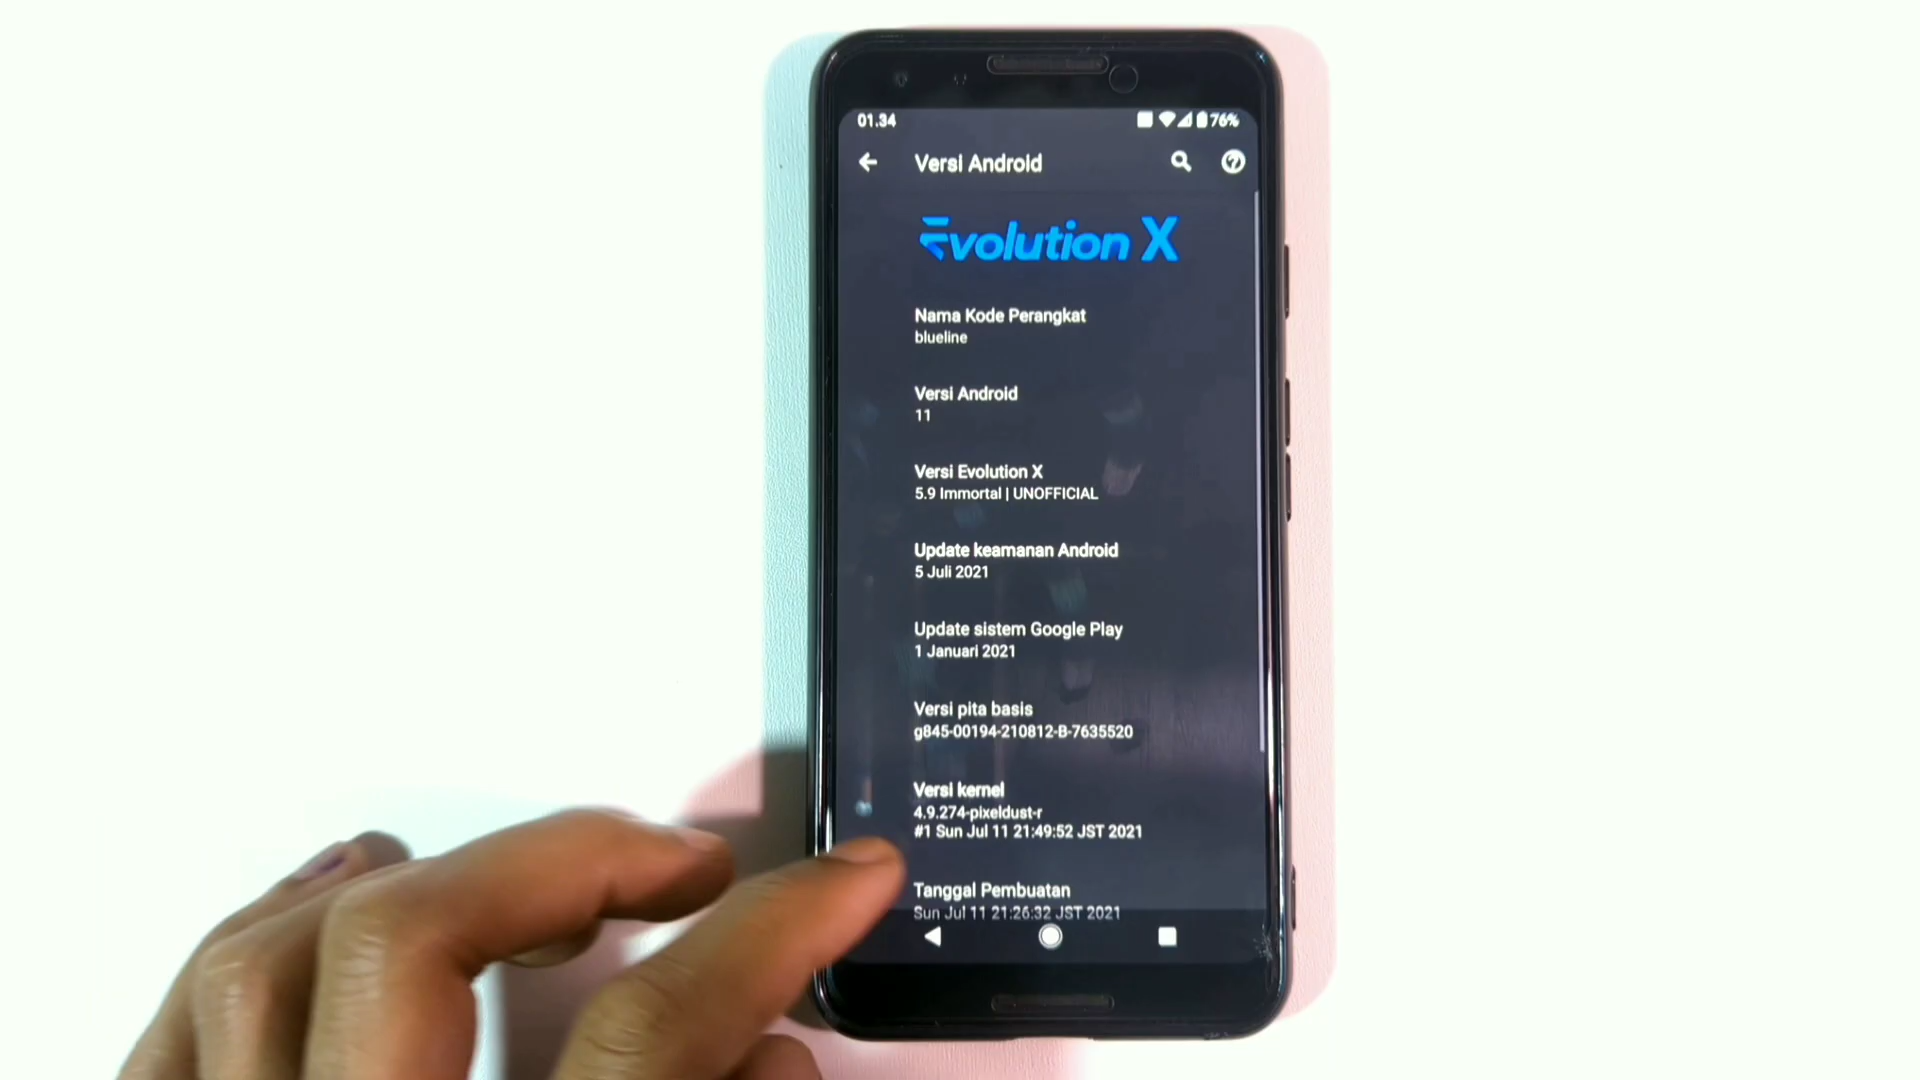 01.34
76%
Versi Android
Evolution X
Nama Kode Perangkat
blueline
Versi Android
11
Versi Evolution X
5.9 Immortal | UNOFFICIAL
Update keamanan Android
5 Juli 2021
Update sistem Google Play
1 Januari 2021
Versi pita basis
g845-00194-210812-B-7635520
Versi kernel
4.9.274-pixeldust-r
#1 Sun Jul 11 21:49:52 JST 2021
Tanggal Pembuatan
Sun Jul 11 21:26:32 JST 2021